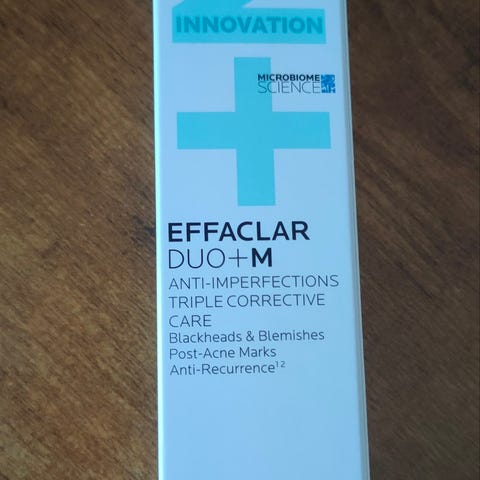 INNOVATION
MICROBIOME
SCIENCE
EFFACLAR
DUO+M
ANTI-IMPERFECTIONS
TRIPLE CORRECTIVE
CARE
Blackheads & Blemishes
Post-Acne Marks
Anti-Recurrence¹²